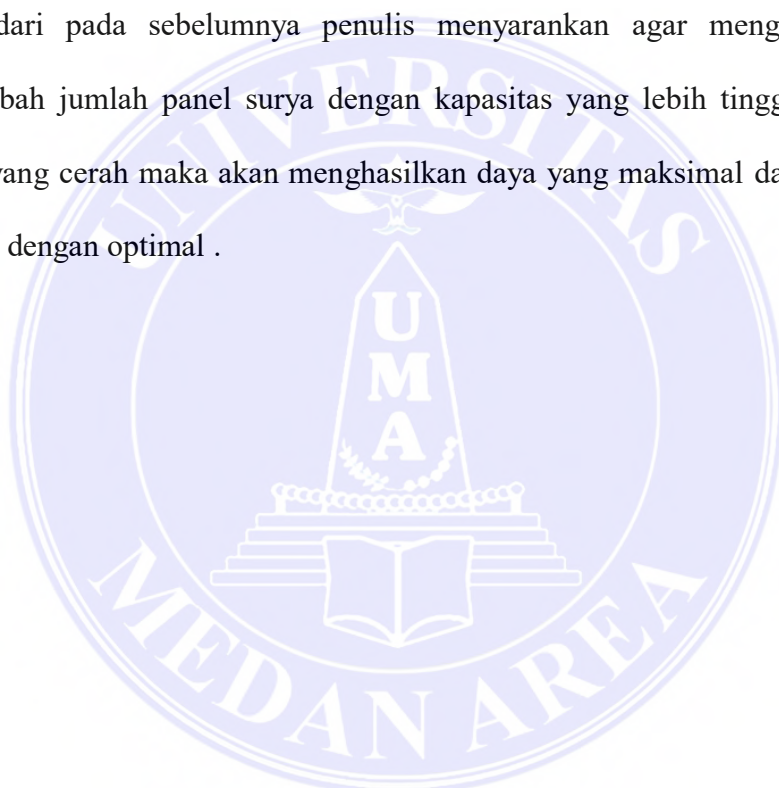 dari pada sebelumnya penulis menyarankan agar meng
bah jumlah panel surya dengan kapasitas yang lebih tingg
yang cerah maka akan menghasilkan daya yang maksimal da
dengan optimal .
UNIVERSITAS
U
M
A
MEDAN AREA